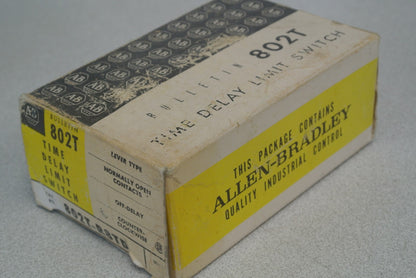 BULLETIN 802T
TIME DELAY LIMIT SWITCH
THIS PACKAGE CONTAINS
ALLEN-BRADLEY
QUALITY INDUSTRIAL CONTROL
AB
BULLETIN
802T
TIME
DELAY
LIMIT
SWITCH
LEVER TYPE
NORMALLY OPEN
CONTACTS
OFF-DELAY
COUNTER-
CLOCKWISE